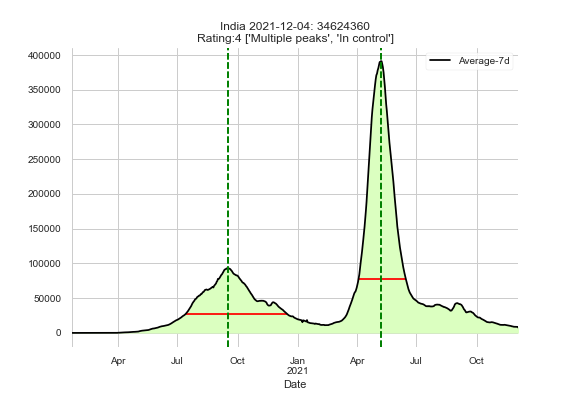 India 2021-12-04: 34624360
Rating:4 ['Multiple peaks', 'In control']
Average-7d
400000
350000
300000
250000
200000
150000
100000
50000
0
Apr Jul Oct Jan Apr Jul Oct
2021
Date